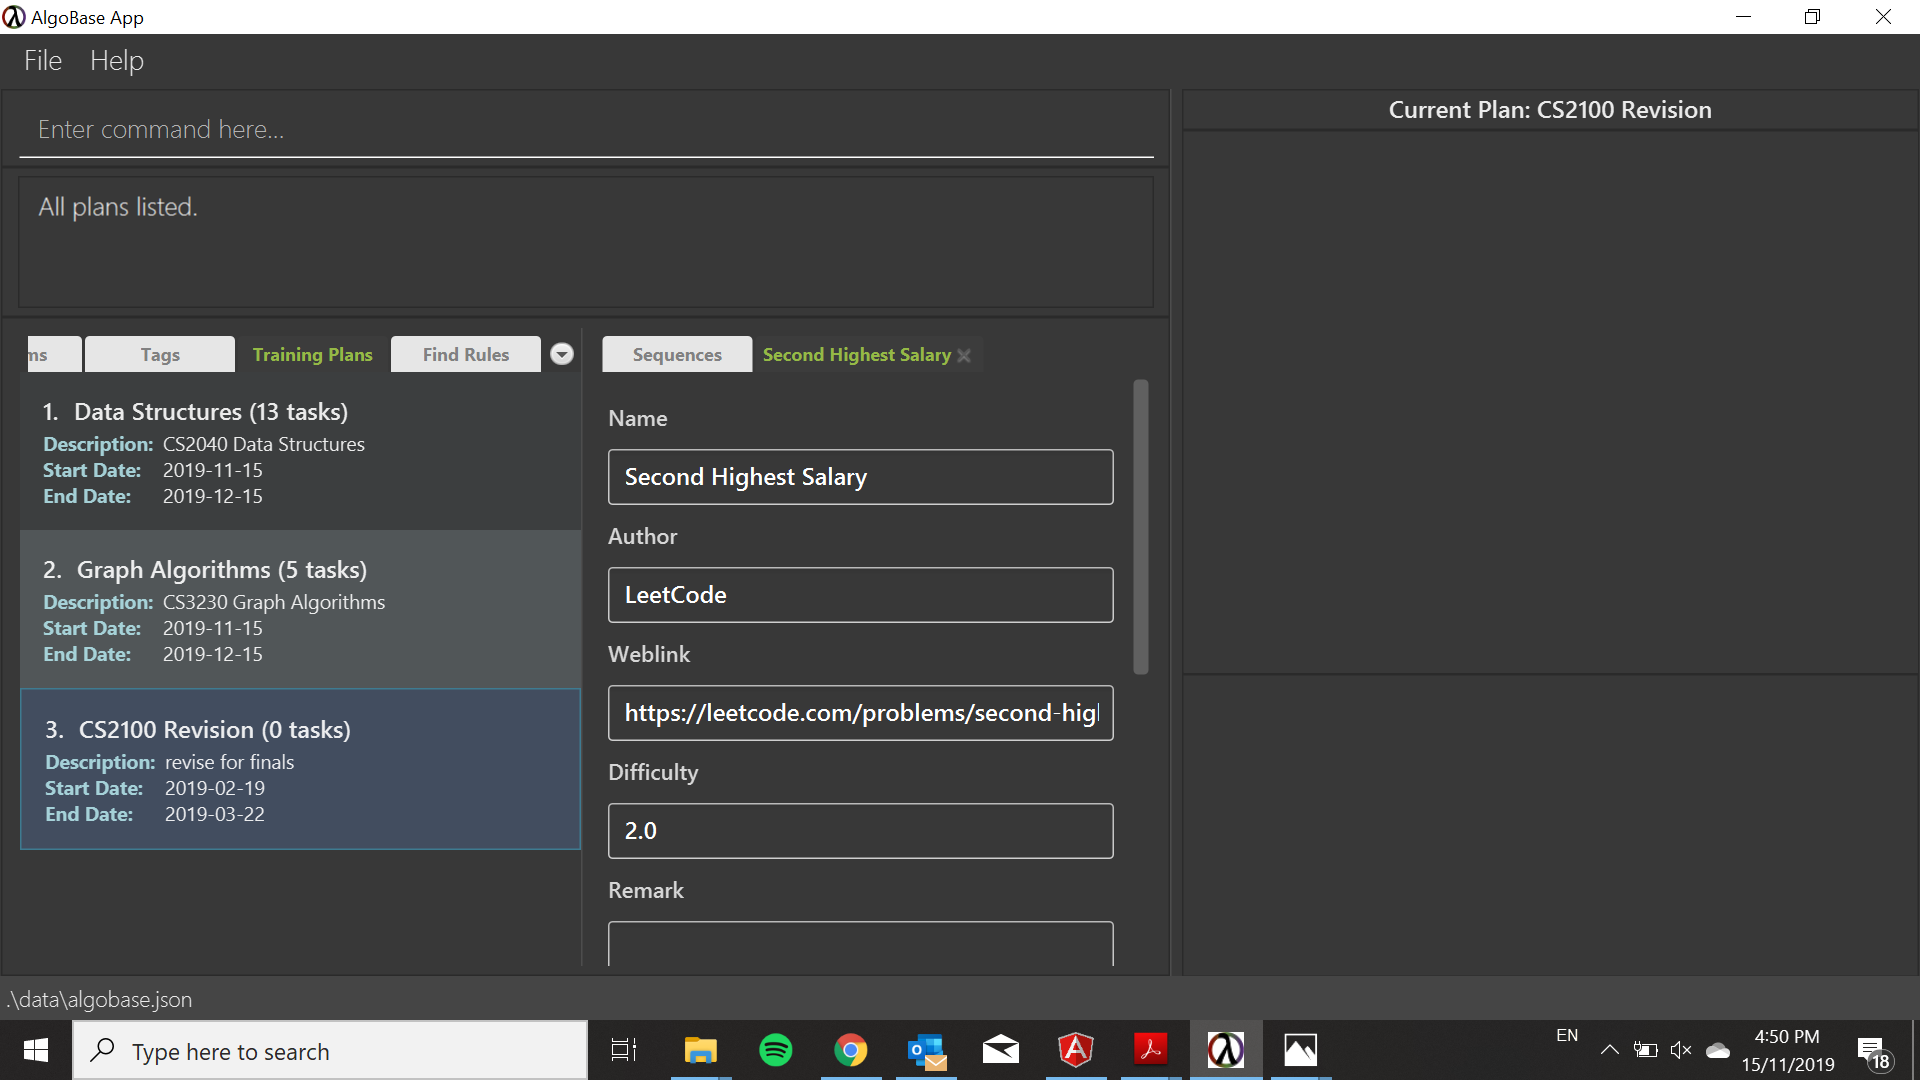 AlgoBase App
File Help
Enter command here...
All plans listed.
ms Tags Training Plans Find Rules
1. Data Structures (13 tasks)
Description: CS2040 Data Structures
Start Date: 2019-11-15
End Date: 2019-12-15
2. Graph Algorithms (5 tasks)
Description: CS3230 Graph Algorithms
Start Date: 2019-11-15
End Date: 2019-12-15
3. CS2100 Revision (0 tasks)
Description: revise for finals
Start Date: 2019-02-19
End Date: 2019-03-22
Sequences Second Highest Salary
Name
Second Highest Salary
Author
LeetCode
Weblink
https://leetcode.com/problems/second-hig
Difficulty
2.0
Remark
Current Plan: CS2100 Revision
.\data\algobase.json
Type here to search
EN
4:50 PM
15/11/2019
18